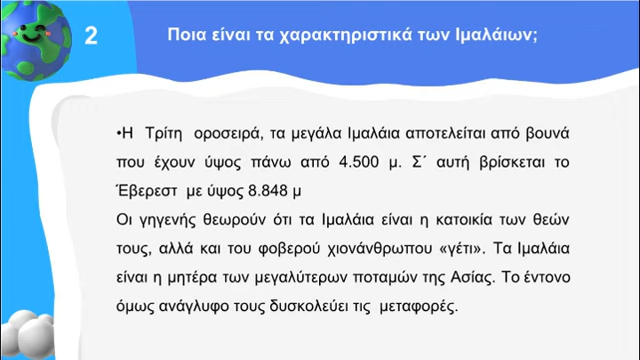 2
Ποια είναι τα χαρακτηριστικά των Ιμαλάιων;
•Η Τρίτη οροσειρά, τα μεγάλα Ιμαλάια αποτελείται από βουνά
που έχουν ύψος πάνω από 4.500 μ. Σ΄ αυτή βρίσκεται το
Έβερεστ με ύψος 8.848 μ
Οι γηγενής θεωρούν ότι τα Ιμαλάια είναι η κατοικία των θεών
τους, αλλά και του φοβερού χιονάνθρωπου «γέτι». Τα Ιμαλάια
είναι η μητέρα των μεγαλύτερων ποταμών της Ασίας. Το έντονο
όμως ανάγλυφο τους δυσκολεύει τις μεταφορές.